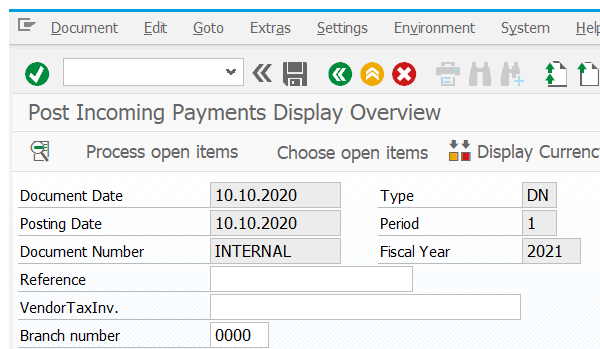 Document Edit Goto Extras Settings Environment System Help
Post Incoming Payments Display Overview
Process open items Choose open items Display Currenc
Document Date 10.10.2020 Type DN
Posting Date 10.10.2020 Period 1
Document Number INTERNAL Fiscal Year 2021
Reference
VendorTaxInv.
Branch number 0000